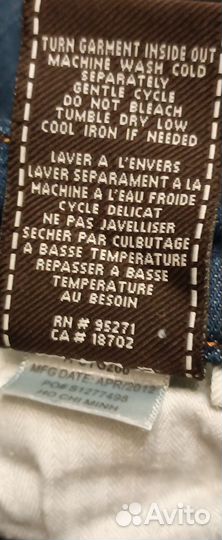 TURN GARMENT INSIDE OUT
MACHINE WASH COLD
SEPARATELY
GENTLE CYCLE
DO NOT BLEACH
TUMBLE DRY LOW
COOL IRON IF NEEDED
LAVER A L'ENVERS
LAVER SEPARAMENT A LA
MACHINE A L'EAU FROIDE
CYCLE DELICAT
NE PAS JAVELLISER
SECHER PAR CULBUTAGE
A BASSE TEMPERATURE
REPASSER A BASSE
TEMPERATURE
AU BESOIN
RN # 95271
CA # 18702
MFG DATE: APR/2012
PO# S1277498
HO CHI MINH
Avito